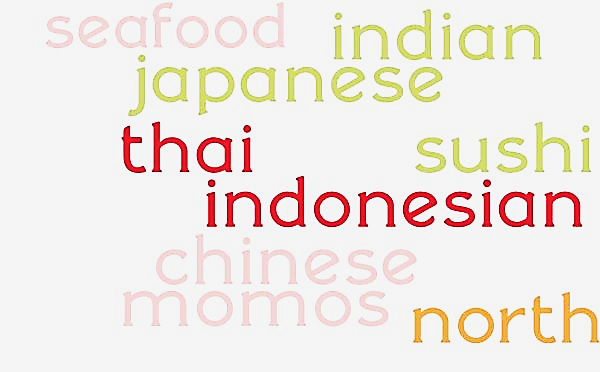 seafood indian
japanese
thai sushi
indonesian
chinese
momos north